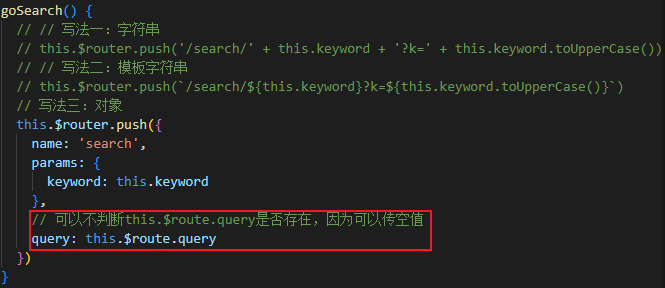 goSearch() {
// // 写法一：字符串
// this.$router.push('/search/' + this.keyword + '?k=' + this.keyword.toUpperCase())
// // 写法二：模板字符串
// this.$router.push(`/search/${this.keyword}?k=${this.keyword.toUpperCase()}`)
// 写法三：对象
this.$router.push({
name: 'search',
params: {
keyword: this.keyword
},
// 可以不判断this.$route.query是否存在，因为可以传空值
query: this.$route.query
})
}